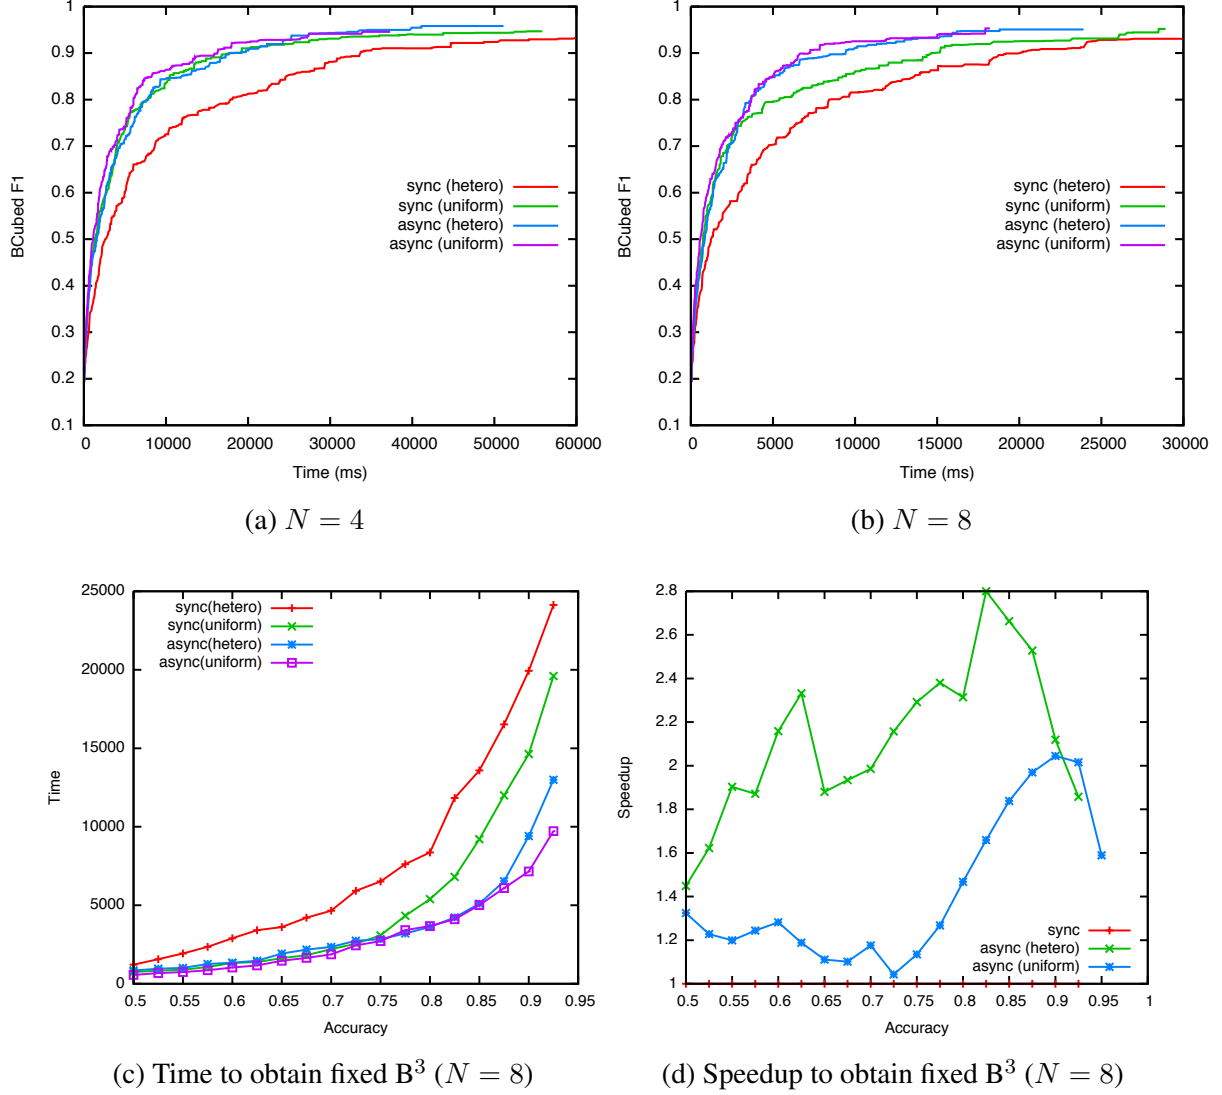 1
0.9
0.8
0.7
0.6
0.5
0.4
0.3
0.2
0.1
BCubed F1
sync (hetero)
sync (uniform)
async (hetero)
async (uniform)
0 10000 20000 30000 40000 50000 60000
Time (ms)
(a) N = 4
1
0.9
0.8
0.7
0.6
0.5
0.4
0.3
0.2
0.1
BCubed F1
sync (hetero)
sync (uniform)
async (hetero)
async (uniform)
0 5000 10000 15000 20000 25000 30000
Time (ms)
(b) N = 8
25000
20000
15000
10000
5000
0
Time
sync(hetero)
sync(uniform)
async(hetero)
async(uniform)
0.5 0.55 0.6 0.65 0.7 0.75 0.8 0.85 0.9 0.95
Accuracy
(c) Time to obtain fixed B³ (N = 8)
2.8
2.6
2.4
2.2
2
1.8
1.6
1.4
1.2
1
Speedup
sync
async (hetero)
async (uniform)
0.5 0.55 0.6 0.65 0.7 0.75 0.8 0.85 0.9 0.95 1
Accuracy
(d) Speedup to obtain fixed B³ (N = 8)